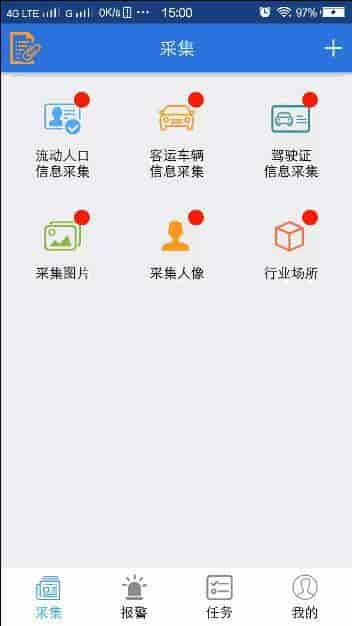 4G LTE G 0K/s 15:00 97%
采集
流动人口 客运车辆 驾驶证
信息采集 信息采集 信息采集
采集图片 采集人像 行业场所
采集 报警 任务 我的